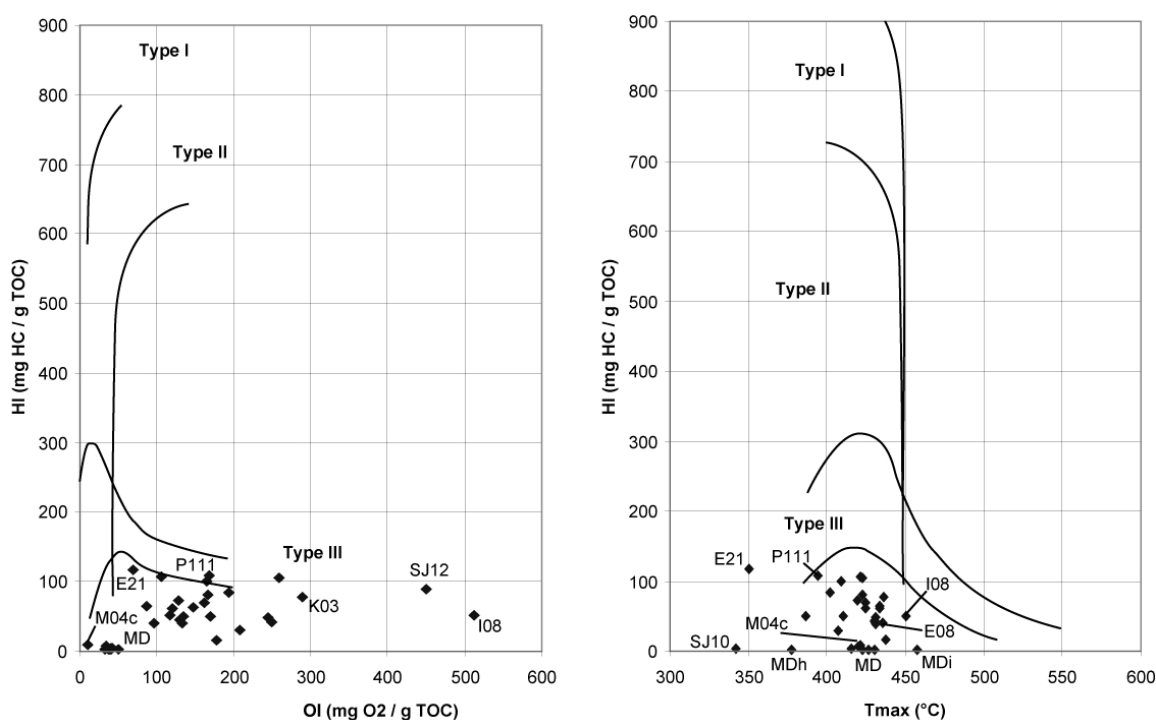 900
800
700
600
500
400
300
200
100
0
HI (mg HC / g TOC)
Type I
Type II
Type III
P111
E21
SJ12
K03
I08
M04c
MD
0 100 200 300 400 500 600
OI (mg O2 / g TOC)
900
800
700
600
500
400
300
200
100
0
HI (mg HC / g TOC)
Type I
Type II
Type III
E21
P111
I08
M04c
E08
SJ10
MDh
MD
MDi
300 350 400 450 500 550 600
Tmax (°C)